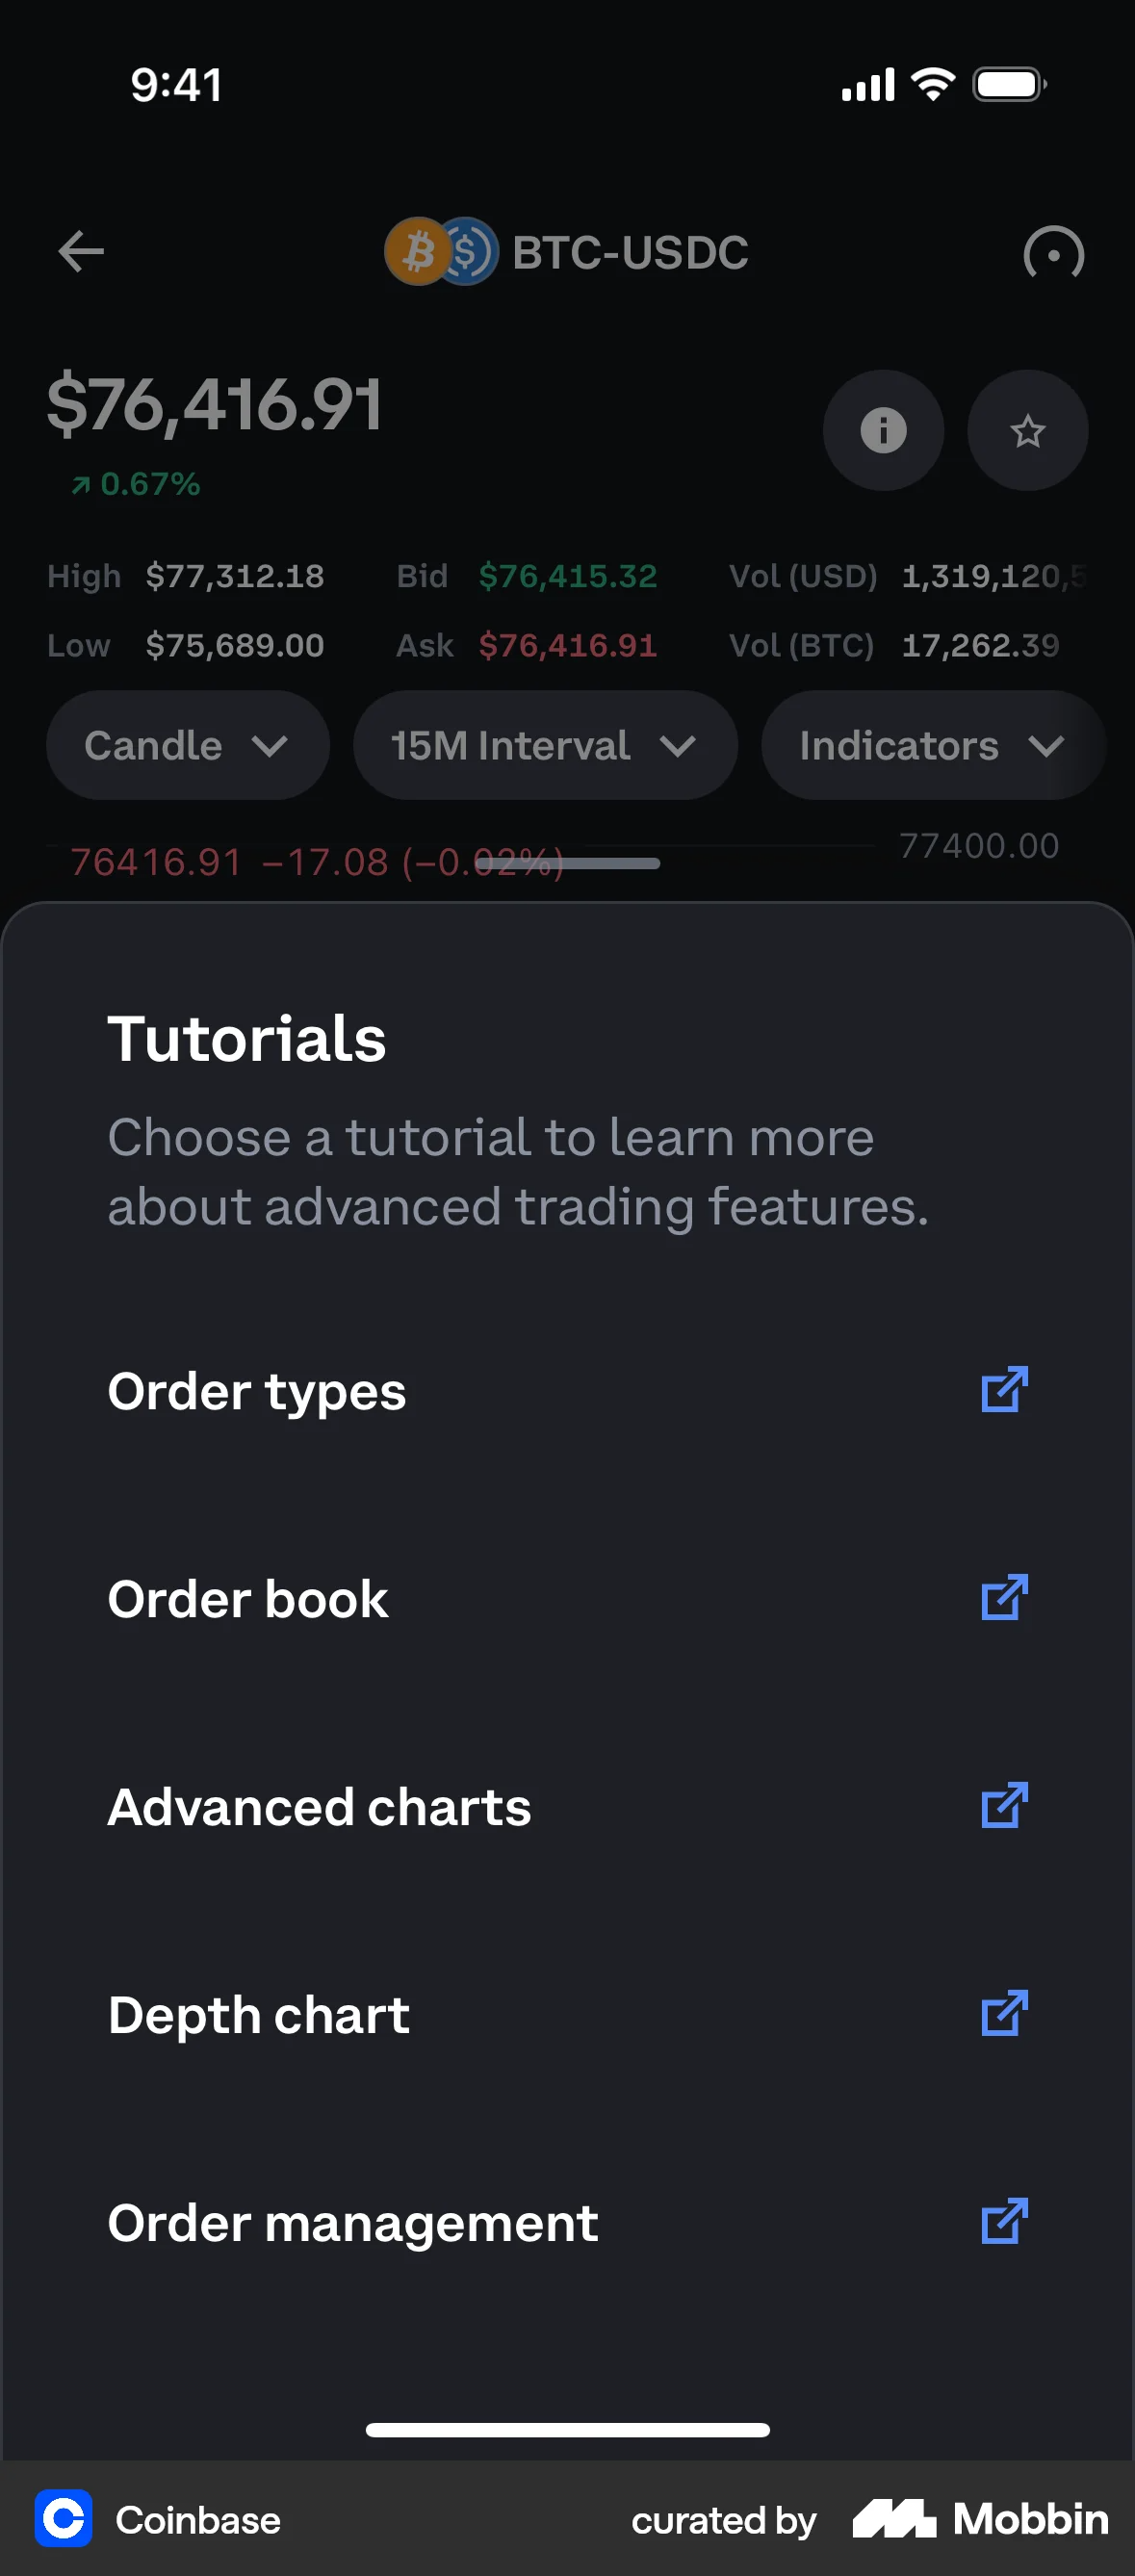 9:41
BTC-USDC
$76,416.91
↗ 0.67%
High $77,312.18 Bid $76,415.32 Vol (USD) 1,319,120,5
Low $75,689.00 Ask $76,416.91 Vol (BTC) 17,262.39
Candle 15M Interval Indicators
76416.91 −17.08 (−0.02%) 77400.00
Tutorials
Choose a tutorial to learn more
about advanced trading features.
Order types
Order book
Advanced charts
Depth chart
Order management
Coinbase curated by Mobbin